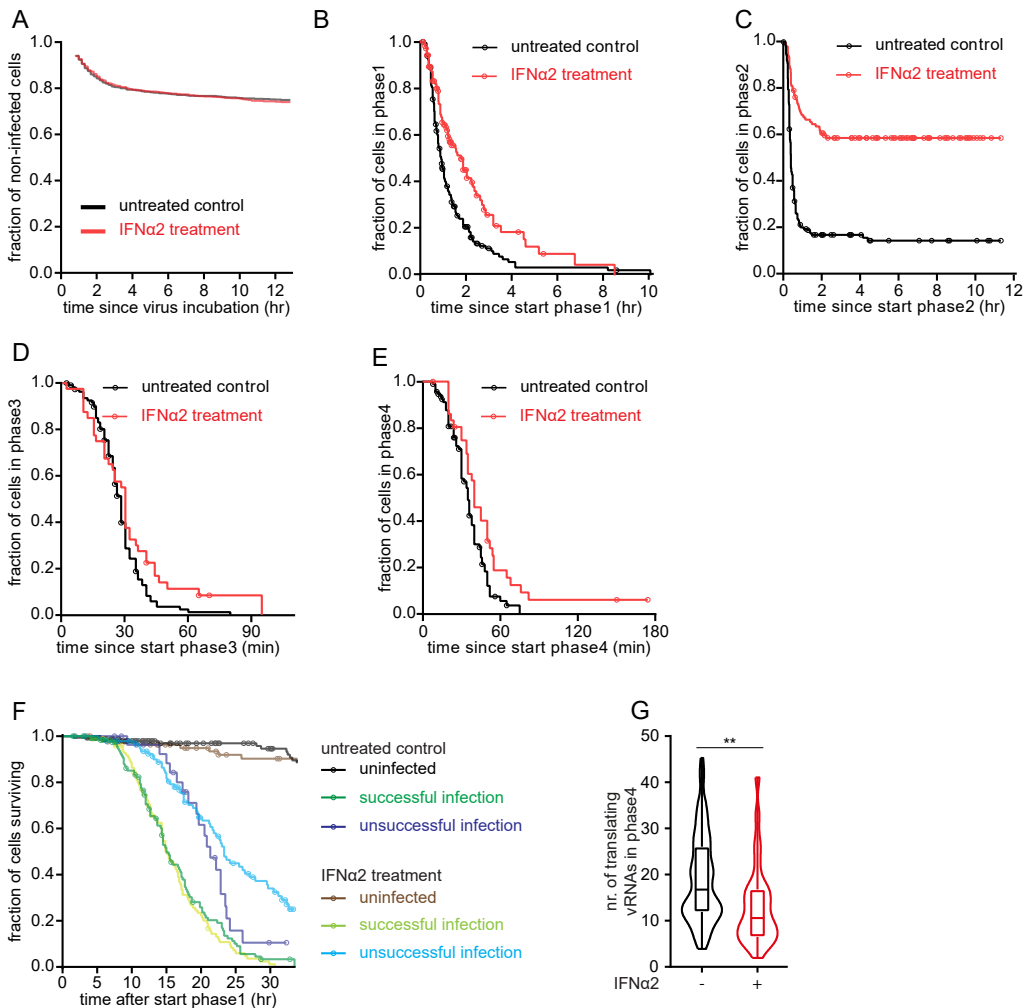 A
fraction of non-infected cells
1.0
0.8
0.6
0.4
0.2
0.0
untreated control
IFNα2 treatment
0 2 4 6 8 10 12
time since virus incubation (hr)
B
fraction of cells in phase1
1.0
0.8
0.6
0.4
0.2
0.0
untreated control
IFNα2 treatment
0 2 4 6 8 10
time since start phase1 (hr)
C
fraction of cells in phase2
1.0
0.8
0.6
0.4
0.2
0.0
untreated control
IFNα2 treatment
0 2 4 6 8 10 12
time since start phase2 (hr)
D
fraction of cells in phase3
1.0
0.8
0.6
0.4
0.2
0.0
untreated control
IFNα2 treatment
0 30 60 90
time since start phase3 (min)
E
fraction of cells in phase4
1.0
0.8
0.6
0.4
0.2
0.0
untreated control
IFNα2 treatment
0 60 120 180
time since start phase4 (min)
F
fraction of cells surviving
1.0
0.8
0.6
0.4
0.2
0.0
0 5 10 15 20 25 30
time after start phase1 (hr)
untreated control
uninfected
successful infection
unsuccessful infection
IFNα2 treatment
uninfected
successful infection
unsuccessful infection
G
nr. of translating
vRNAs in phase4
50
40
30
20
10
0
**
IFNα2 - +